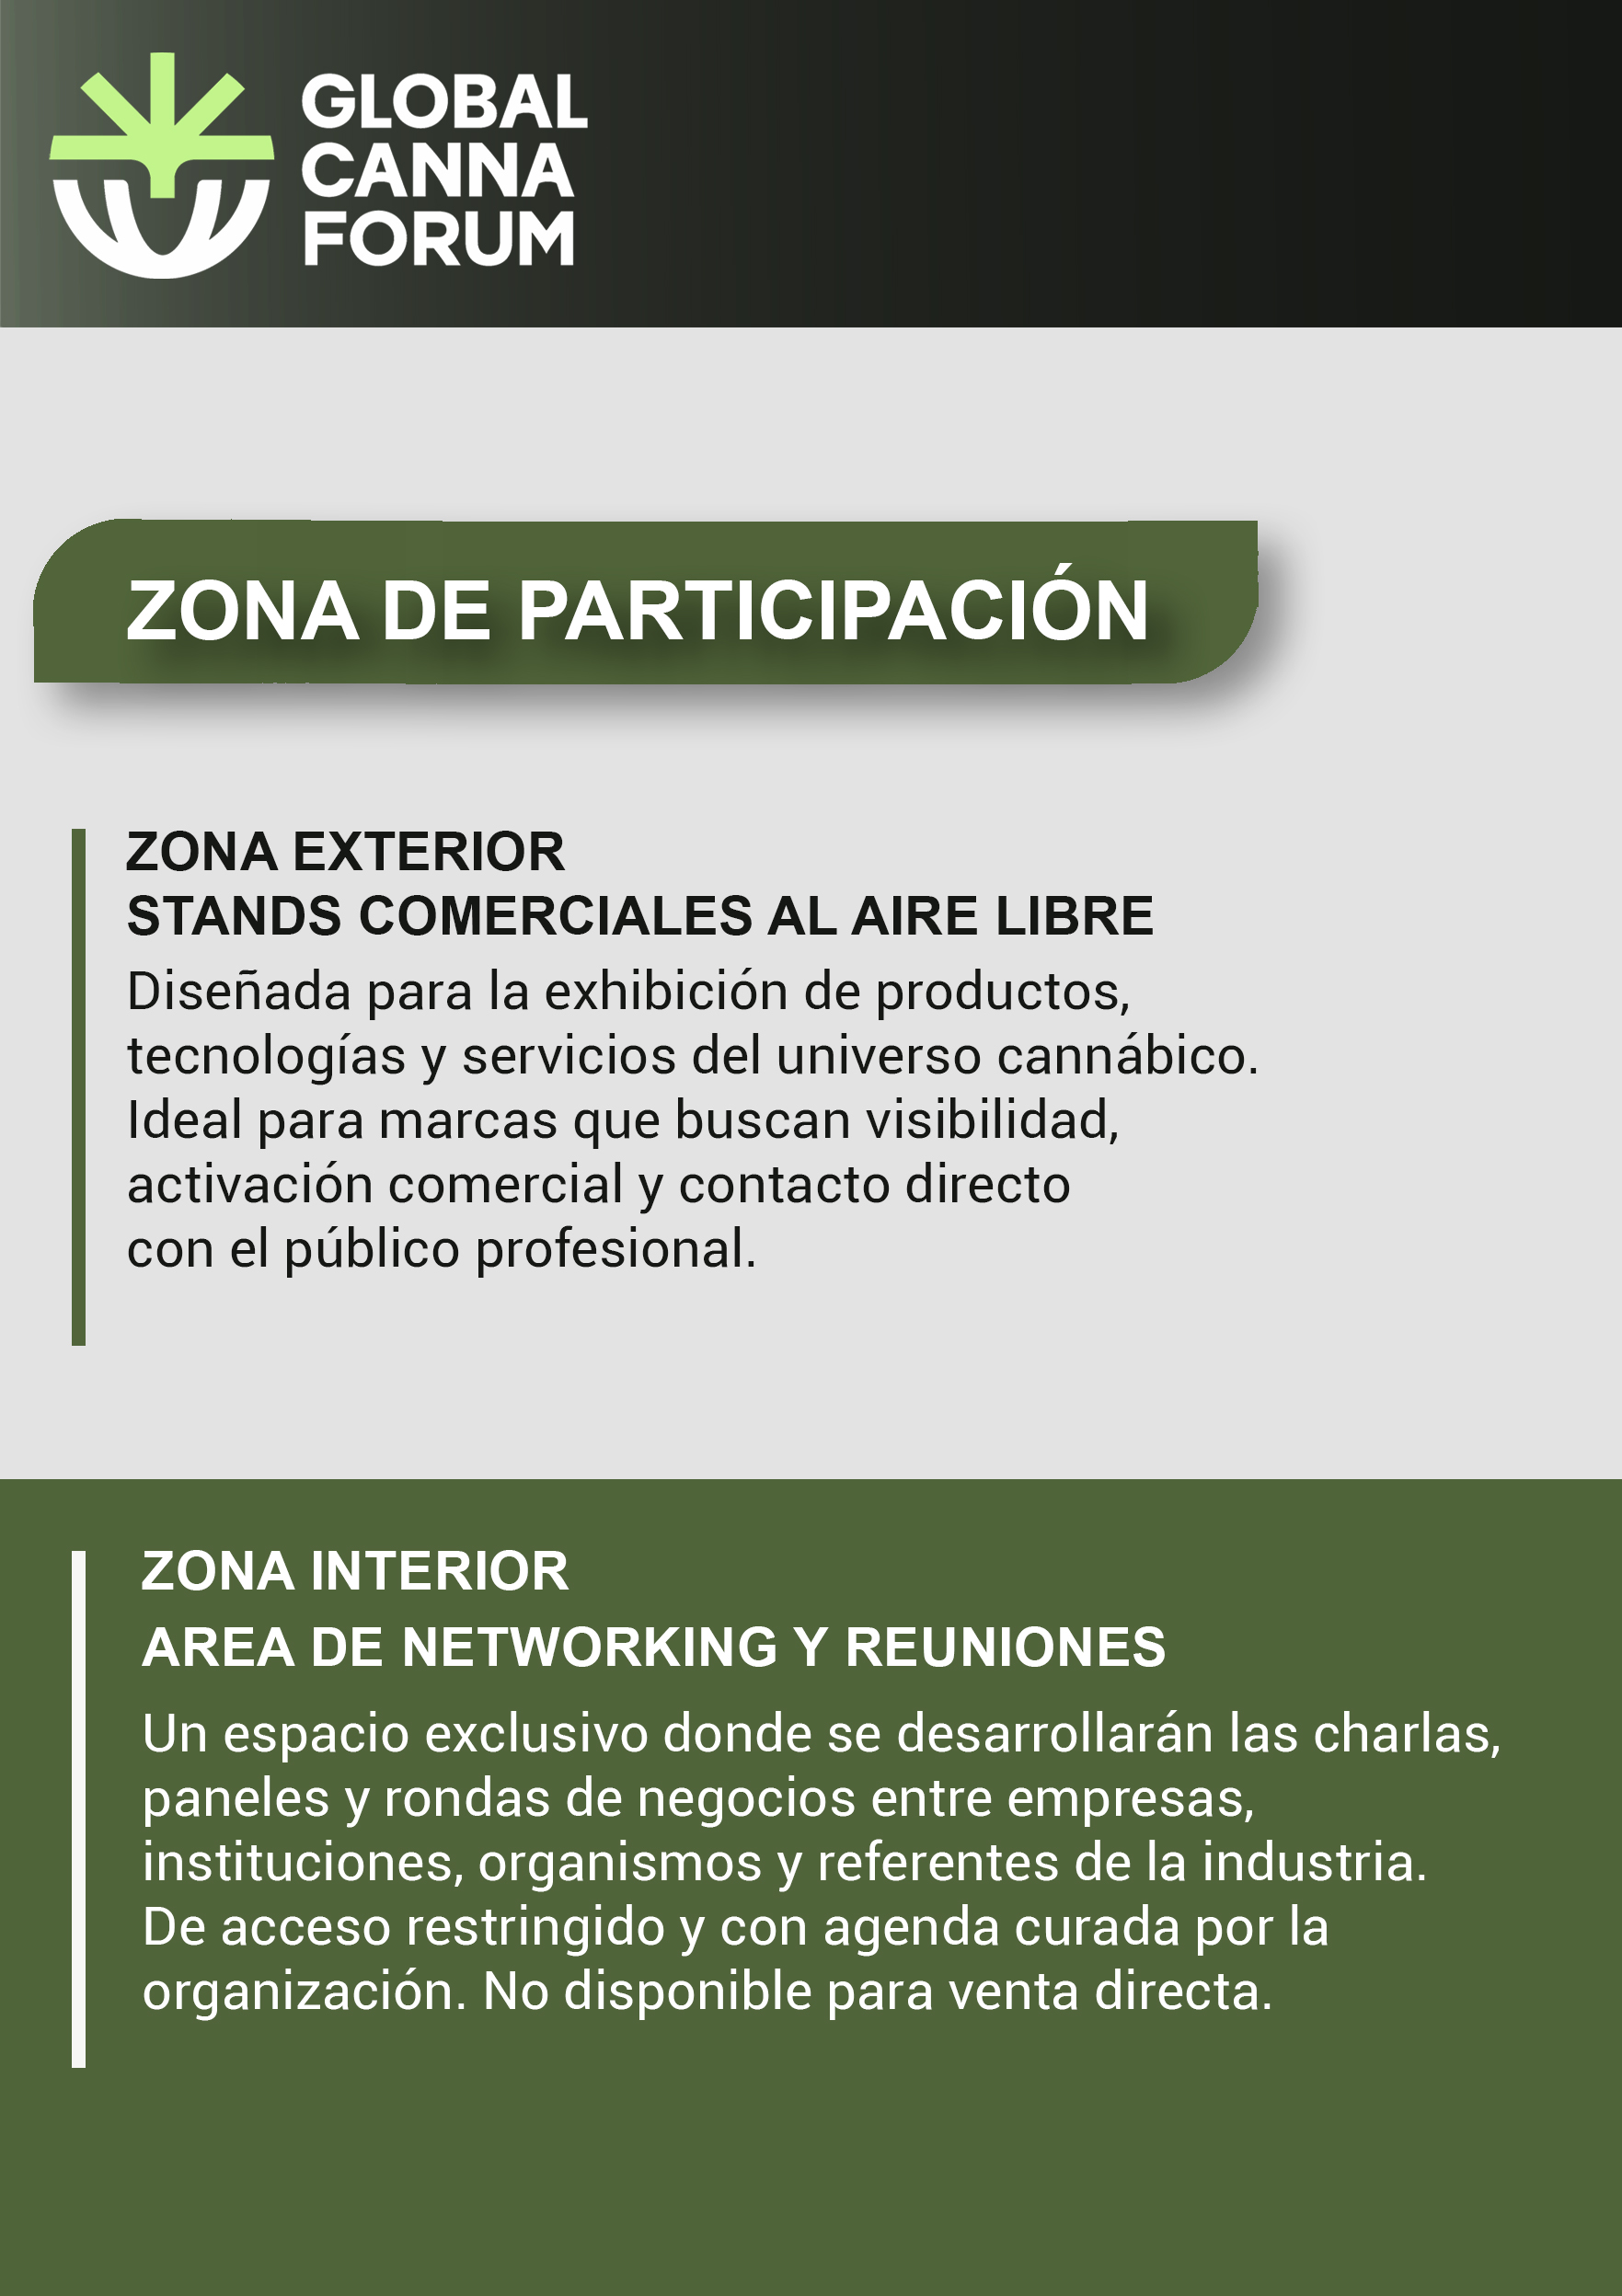 GLOBAL
CANNA
FORUM
ZONA DE PARTICIPACIÓN
ZONA EXTERIOR
STANDS COMERCIALES AL AIRE LIBRE
Diseñada para la exhibición de productos,
tecnologías y servicios del universo cannábico.
Ideal para marcas que buscan visibilidad,
activación comercial y contacto directo
con el público profesional.
ZONA INTERIOR
AREA DE NETWORKING Y REUNIONES
Un espacio exclusivo donde se desarrollarán las charlas,
paneles y rondas de negocios entre empresas,
instituciones, organismos y referentes de la industria.
De acceso restringido y con agenda curada por la
organización. No disponible para venta directa.